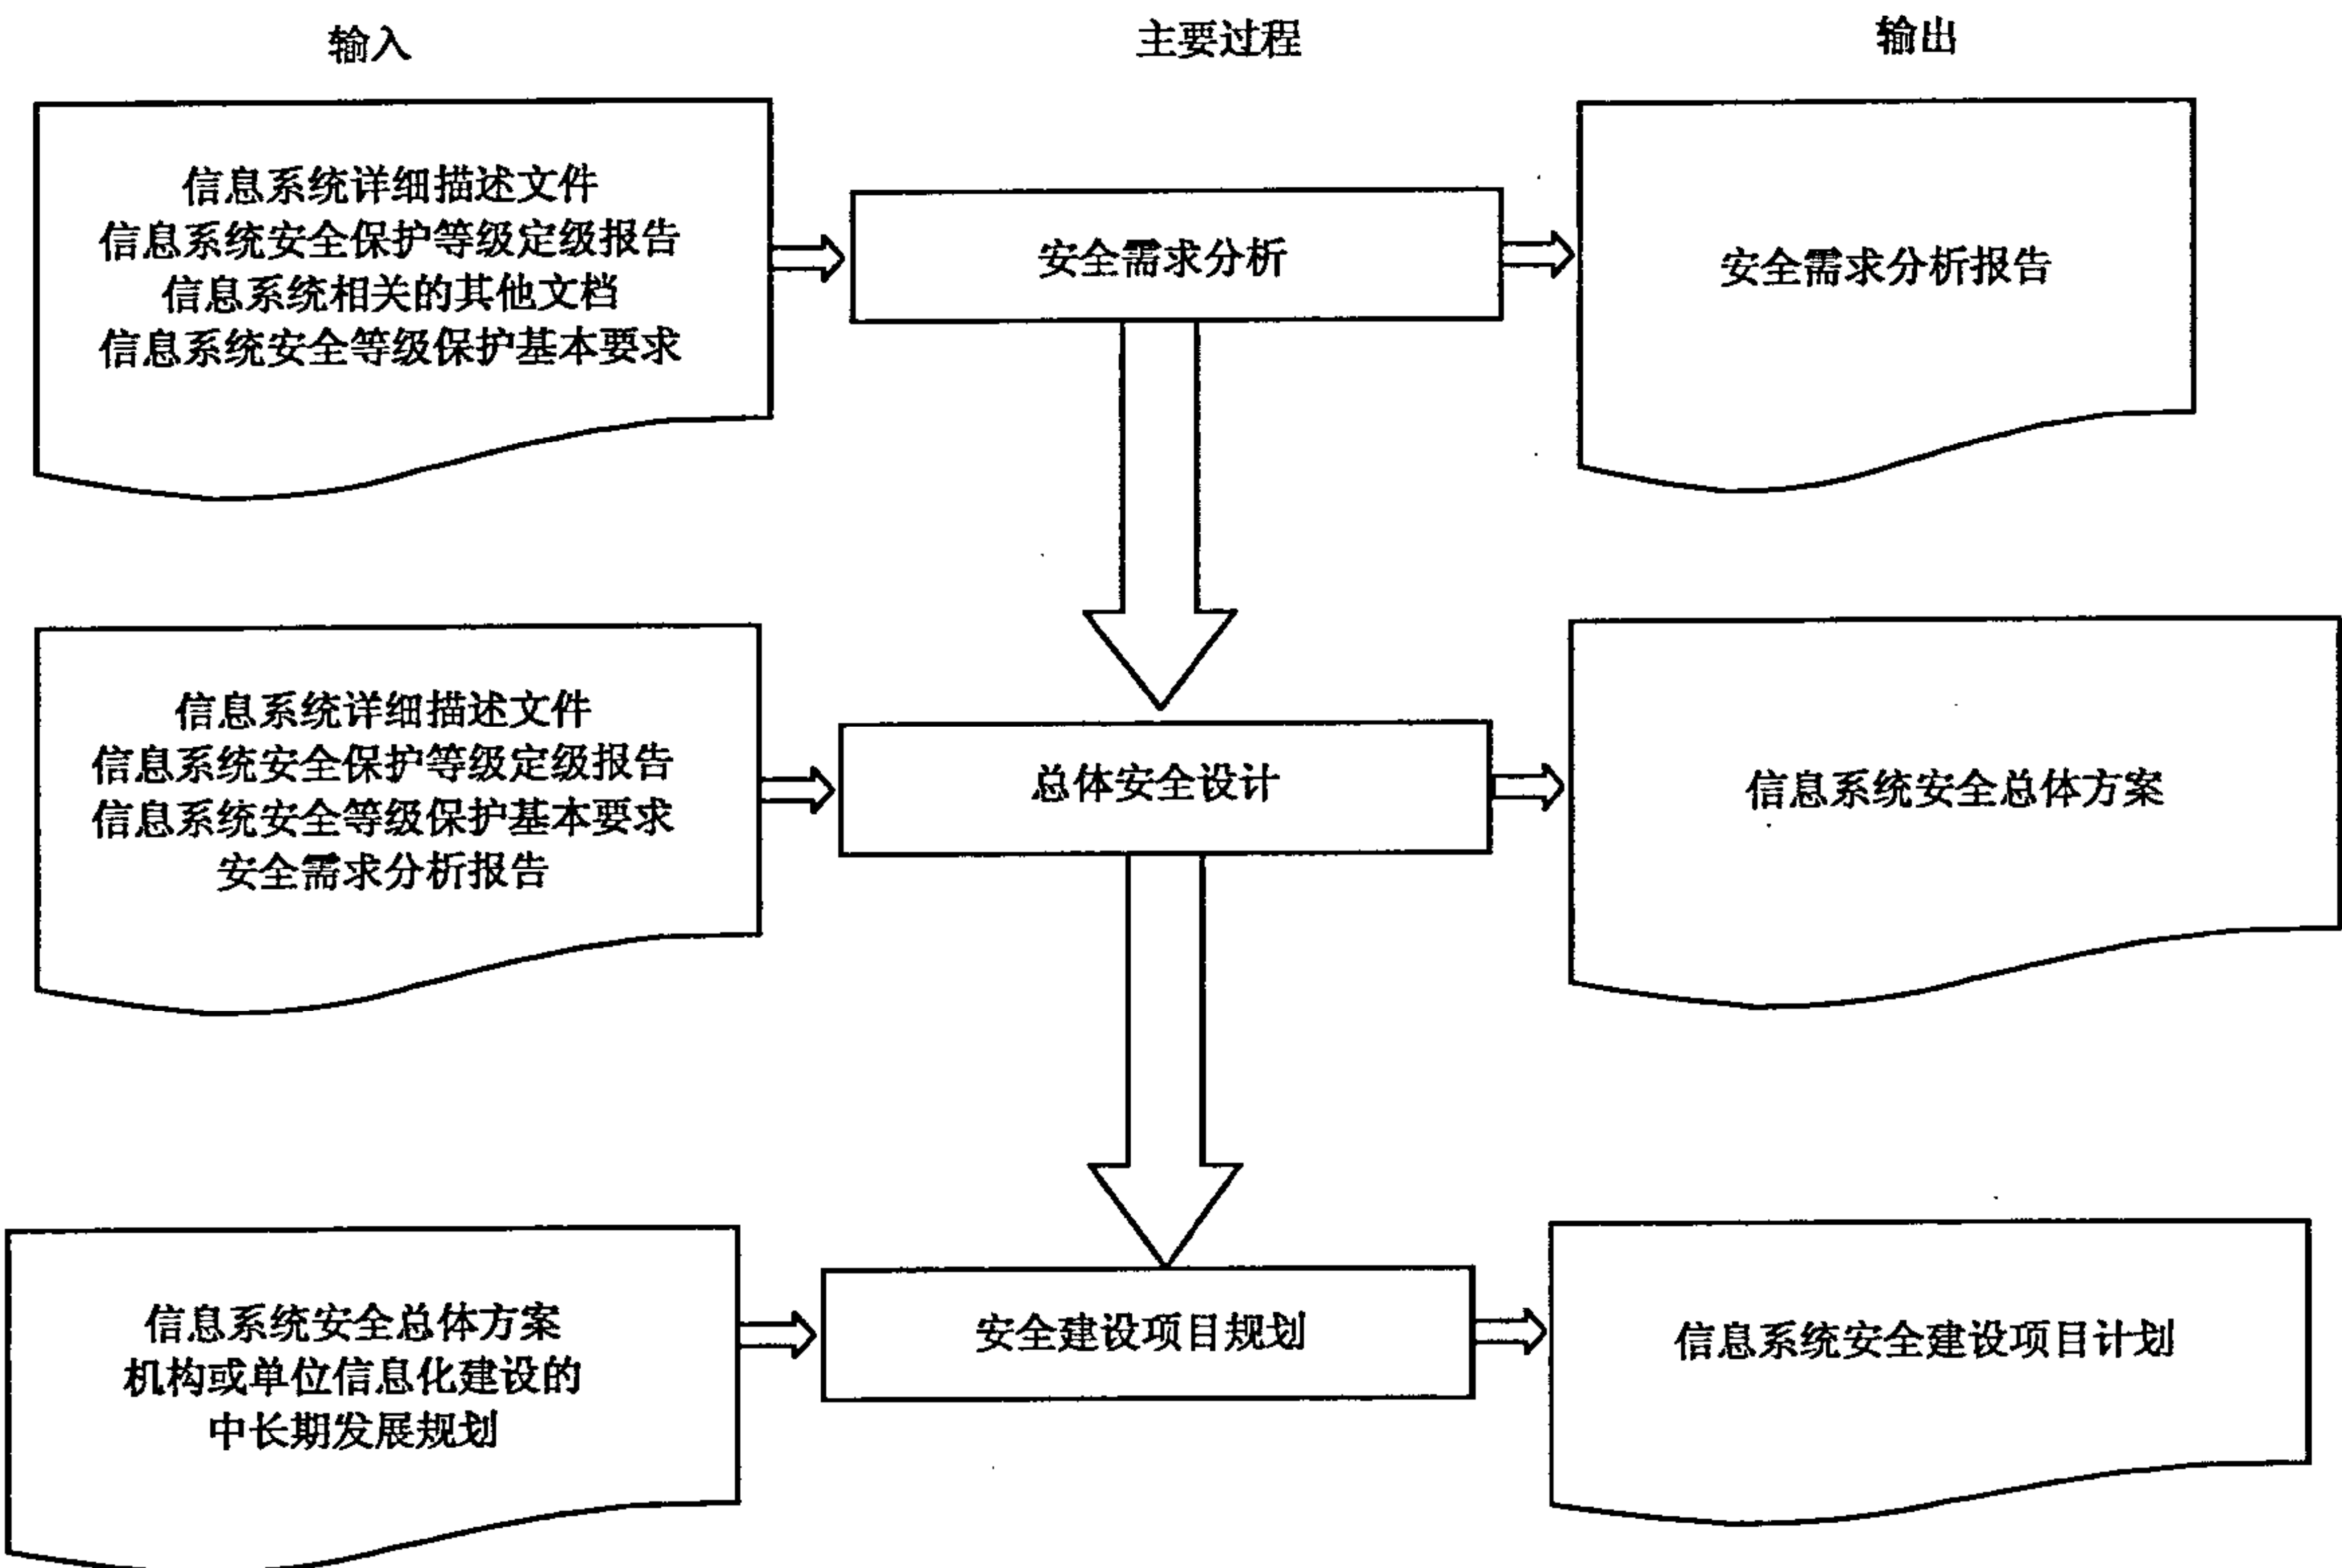 输入
主要过程
输出
信息系统详细描述文件
信息系统安全保护等级定级报告
信息系统相关的其他文档
信息系统安全等级保护基本要求
安全需求分析
安全需求分析报告
信息系统详细描述文件
信息系统安全保护等级定级报告
信息系统安全等级保护基本要求
安全需求分析报告
总体安全设计
信息系统安全总体方案
信息系统安全总体方案
机构或单位信息化建设的
中长期发展规划
安全建设项目规划
信息系统安全建设项目计划